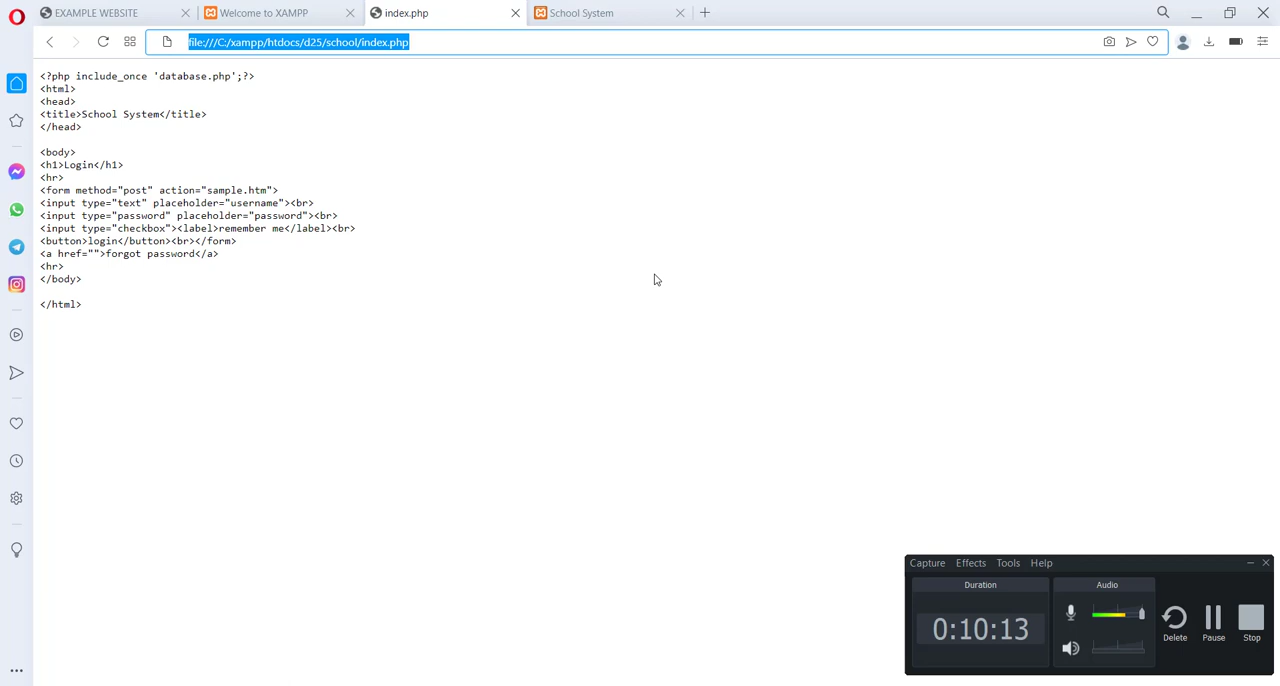 EXAMPLE WEBSITE
Welcome to XAMPP
index.php
School System
file:///C:/xampp/htdocs/d25/school/index.php
<?php include_once 'database.php';?>
<html>
<head>
<title>School System</title>
</head>
<body>
<h1>Login</h1>
<hr>
<form method="post" action="sample.htm">
<input type="text" placeholder="username"><br>
<input type="password" placeholder="password"><br>
<input type="checkbox"><label>remember me</label><br>
<button>login</button><br></form>
<a href="">forgot password</a>
<hr>
</body>
</html>
Capture Effects Tools Help
Duration
Audio
0:10:13
Delete
Pause
Stop